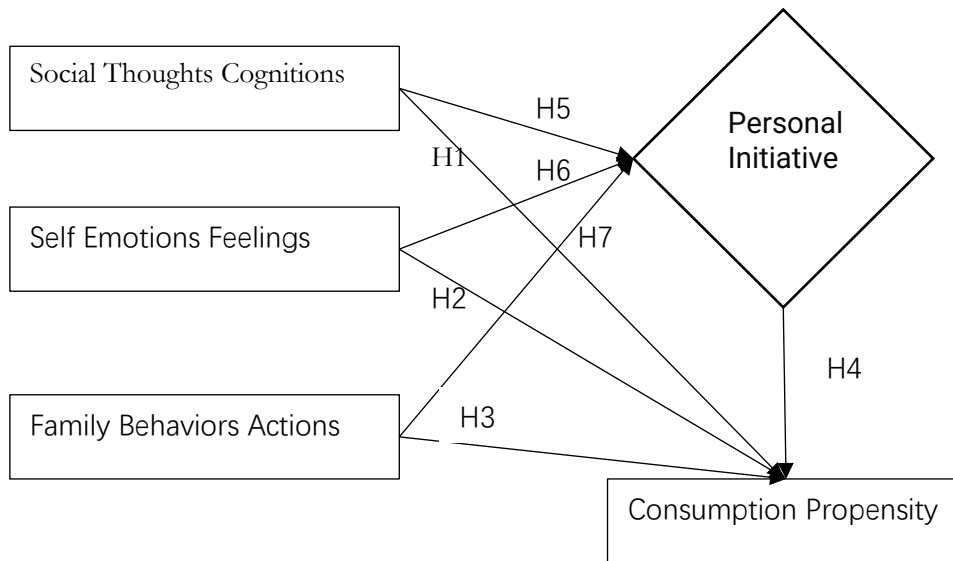 Social Thoughts Cognitions
H5
Personal
Initiative
H1
H6
Self Emotions Feelings
H7
H2
H4
Family Behaviors Actions
H3
Consumption Propensity